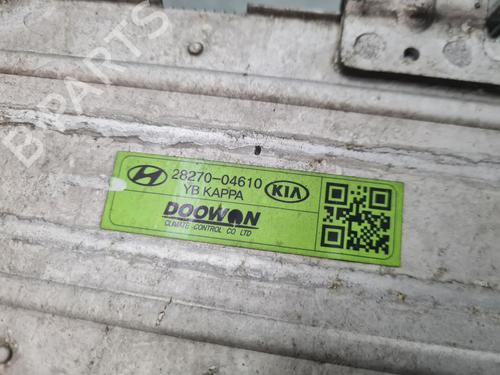 B-PARTS
28270-04610
YB KAPPA
KIA
DOOWON
CLIMATE CONTROL CO LTD